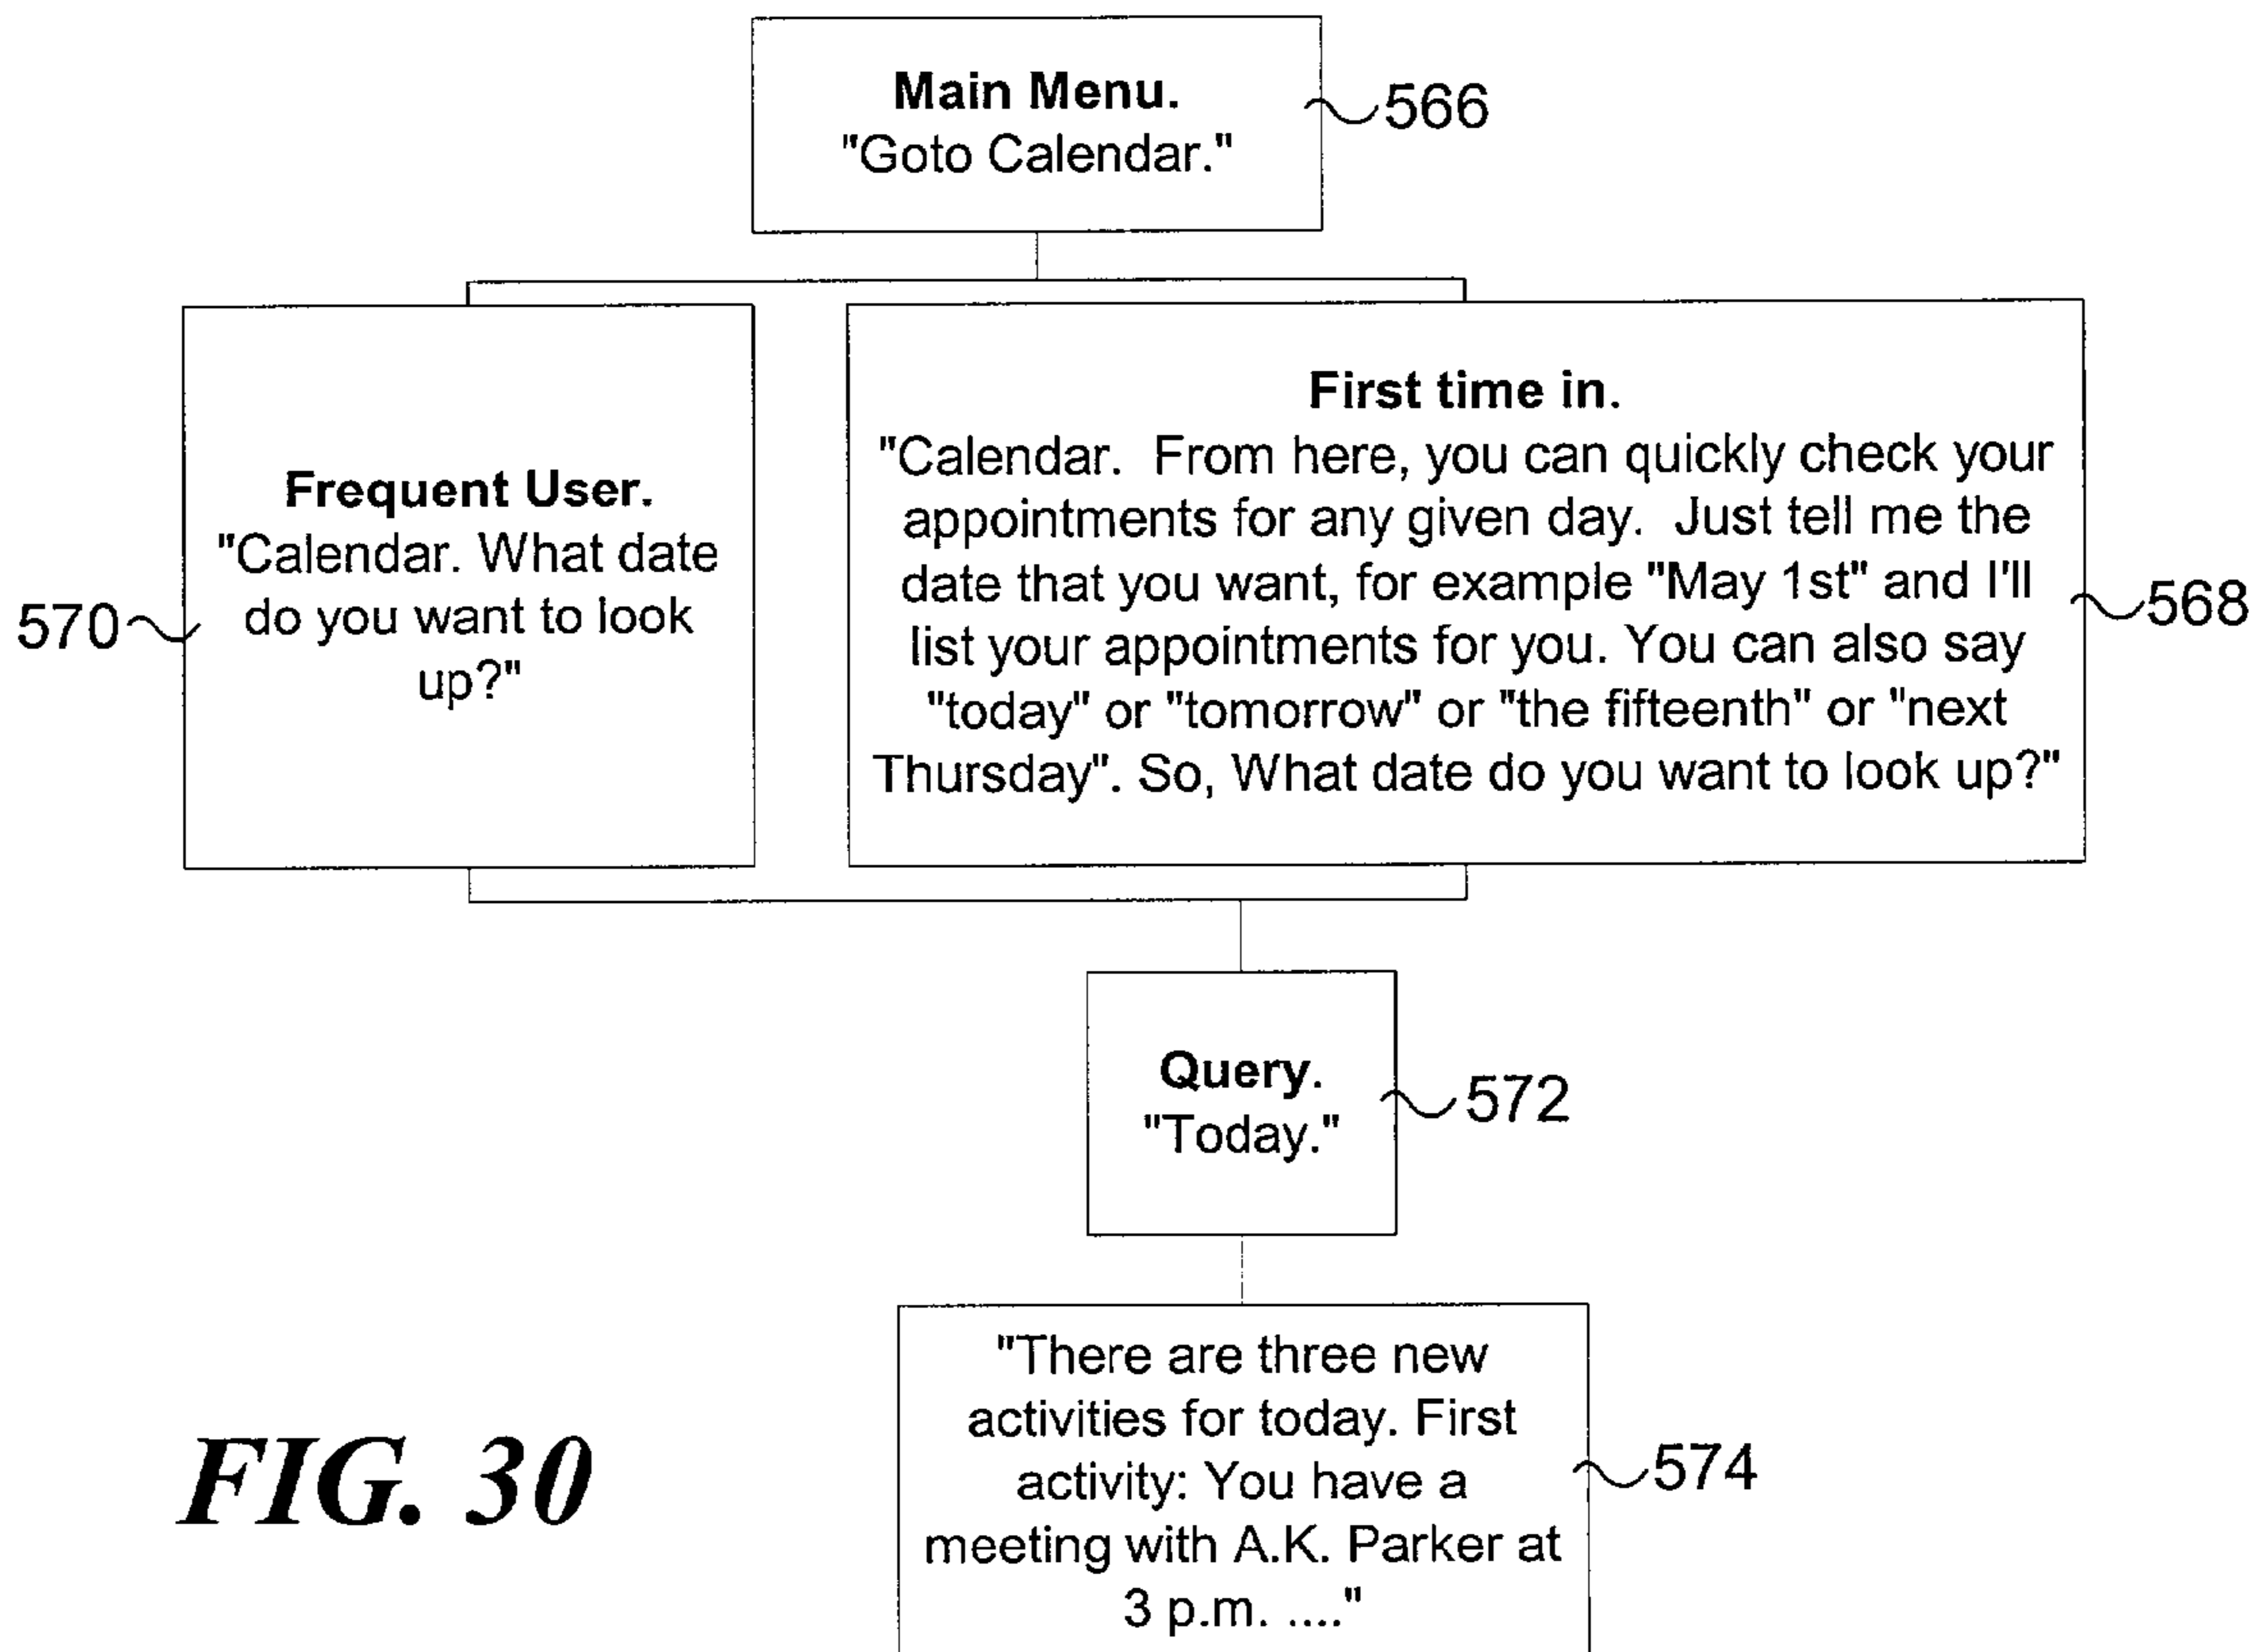 Main Menu.
"Goto Calendar."
566
Frequent User.
"Calendar. What date
do you want to look
up?"
570
First time in.
"Calendar.  From here, you can quickly check your
appointments for any given day.  Just tell me the
date that you want, for example "May 1st" and I'll
list your appointments for you. You can also say
"today" or "tomorrow" or "the fifteenth" or "next
Thursday". So, What date do you want to look up?"
568
Query.
"Today."
572
"There are three new
activities for today. First
activity: You have a
meeting with A.K. Parker at
3 p.m. ...."
574
FIG. 30